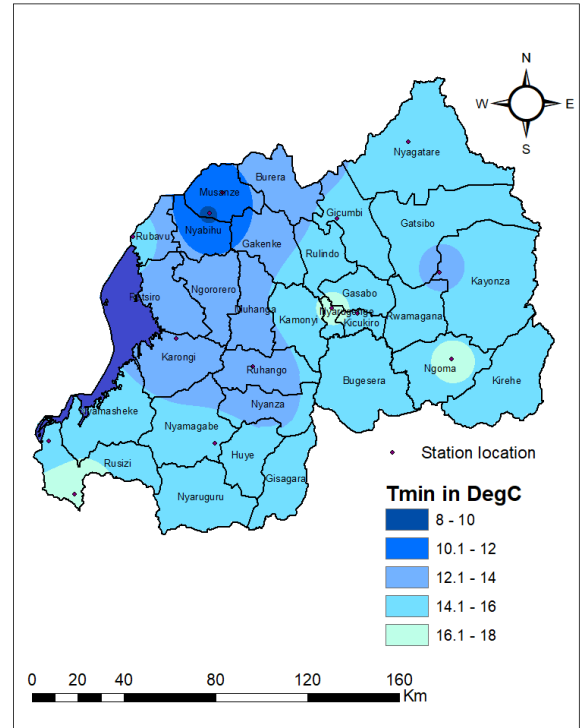 N
W E
S
Nyagatare
Burera
Musanze
Gicumbi
Gatsibo
Nyabihu
Rubavu
Gakenke
Rulindo
Kayonza
Gasabo
Ngororero
Muhanga
Kamonyi
Kicukiro
Rwamagana
Karongi
Ruhango
Ngoma
Kirehe
Bugesera
Nyanza
Nyamasheke
Nyamagabe
Huye
Rusizi
Gisagara
Nyaruguru
Station location
Tmin in DegC
8 - 10
10.1 - 12
12.1 - 14
14.1 - 16
16.1 - 18
0 20 40 80 120 160
Km